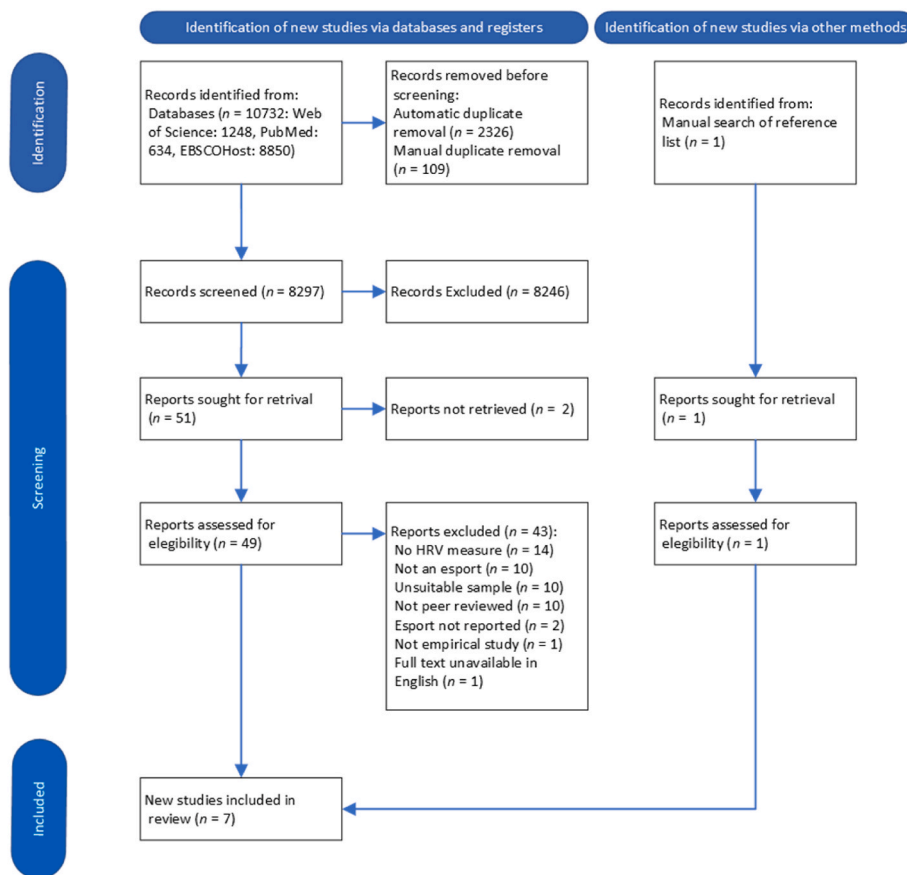 Identification of new studies via databases and registers
Identification of new studies via other methods
Identification
Records identified from:
Databases (n = 10732: Web
of Science: 1248, PubMed:
634, EBSCOHost: 8850)
Records removed before
screening:
Automatic duplicate
removal (n = 2326)
Manual duplicate removal
(n = 109)
Records identified from:
Manual search of reference
list (n = 1)
Screening
Records screened (n = 8297)
Records Excluded (n = 8246)
Reports sought for retrival
(n = 51)
Reports not retrieved (n = 2)
Reports sought for retrieval
(n = 1)
Reports assessed for
elegibility (n = 49)
Reports excluded (n = 43):
No HRV measure (n = 14)
Not an esport (n = 10)
Unsuitable sample (n = 10)
Not peer reviewed (n = 10)
Esport not reported (n = 2)
Not empirical study (n = 1)
Full text unavailable in
English (n = 1)
Reports assessed for
elegibility (n = 1)
Included
New studies included in
review (n = 7)